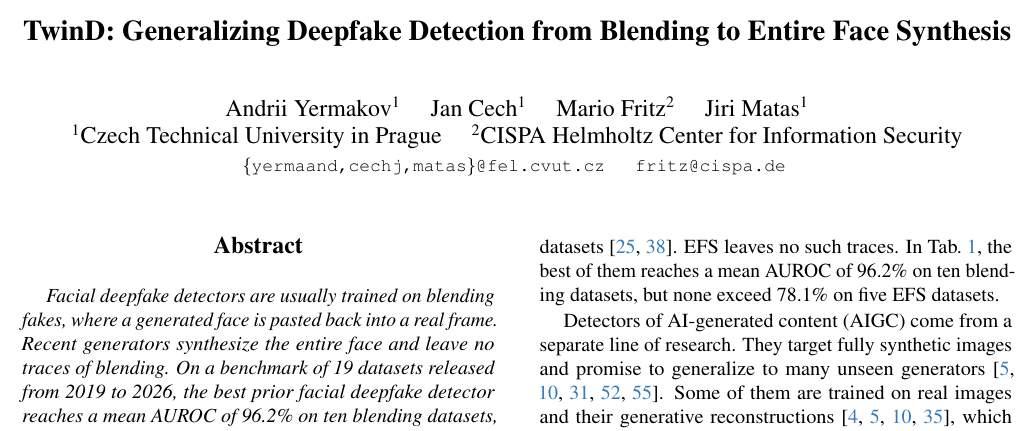 TwinD: Generalizing Deepfake Detection from Blending to Entire Face Synthesis
Andrii Yermakov1 Jan Cech1 Mario Fritz2 Jiri Matas1
1Czech Technical University in Prague 2CISPA Helmholtz Center for Information Security
{yermaand,cechj,matas}@fel.cvut.cz fritz@cispa.de
Abstract
Facial deepfake detectors are usually trained on blending
fakes, where a generated face is pasted back into a real frame.
Recent generators synthesize the entire face and leave no
traces of blending. On a benchmark of 19 datasets released
from 2019 to 2026, the best prior facial deepfake detector
reaches a mean AUROC of 96.2% on ten blending datasets,
datasets [25, 38]. EFS leaves no such traces. In Tab. 1, the
best of them reaches a mean AUROC of 96.2% on ten blend-
ing datasets, but none exceed 78.1% on five EFS datasets.
Detectors of AI-generated content (AIGC) come from a
separate line of research. They target fully synthetic images
and promise to generalize to many unseen generators [5,
10, 31, 52, 55]. Some of them are trained on real images
and their generative reconstructions [4, 5, 10, 35], which